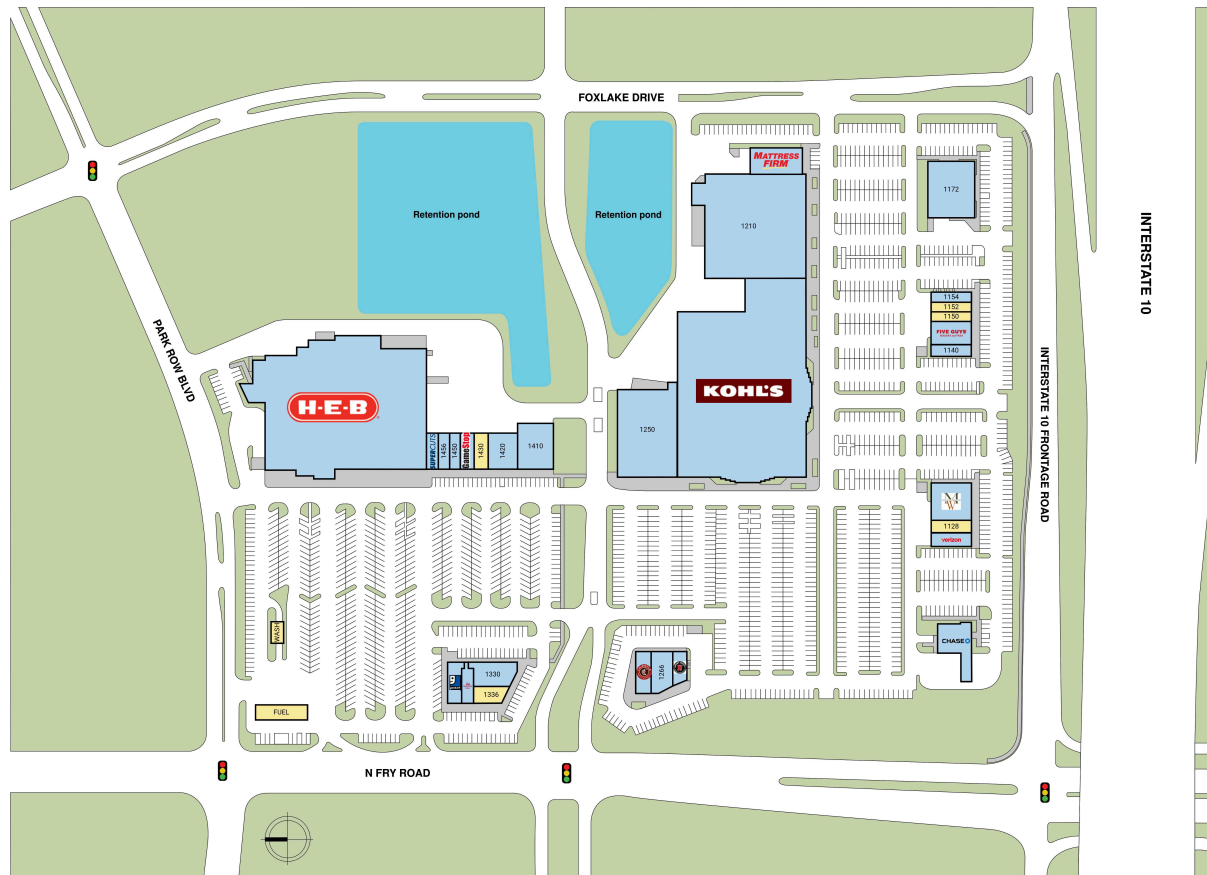 FOXLAKE DRIVE
MATTRESS
FIRM
1172
Retention pond
Retention pond
1210
INTERSTATE 10
1154
1152
1150
FIVE GUYS
1140
PARK ROW BLVD
INTERSTATE 10 FRONTAGE ROAD
H-E-B
KOHL'S
SUPERCUTS
1456
1450
GameStop
1430
1420
1410
1250
NMW
1128
verizon
WASH
CHASE
1330
1336
1266
FUEL
N FRY ROAD